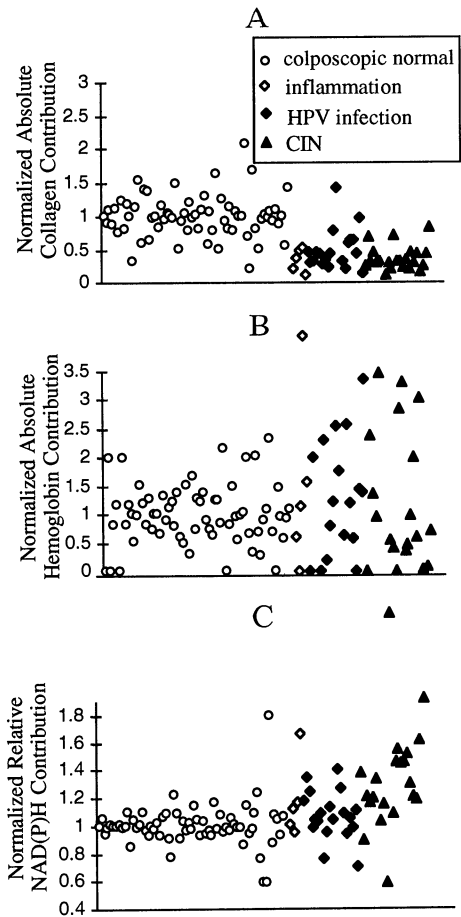 A
colposcopic normal
inflammation
HPV infection
CIN
Normalized Absolute
Collagen Contribution
3
2.5
2
1.5
1
0.5
0
B
Normalized Absolute
Hemoglobin Contribution
3.5
3
2.5
2
1.5
1
0.5
0
C
Normalized Relative
NAD(P)H Contribution
1.8
1.6
1.4
1.2
1
0.8
0.6
0.4